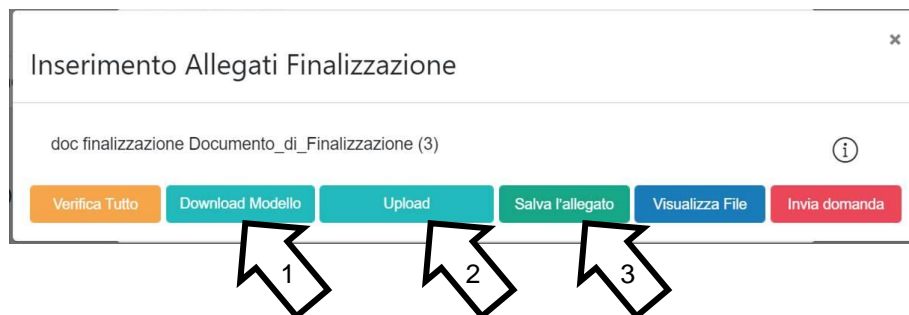 ×
Inserimento Allegati Finalizzazione
doc finalizzazione Documento_di_Finalizzazione (3)
i
Verifica Tutto Download Modello Upload Salva l'allegato Visualizza File Invia domanda
1 2 3